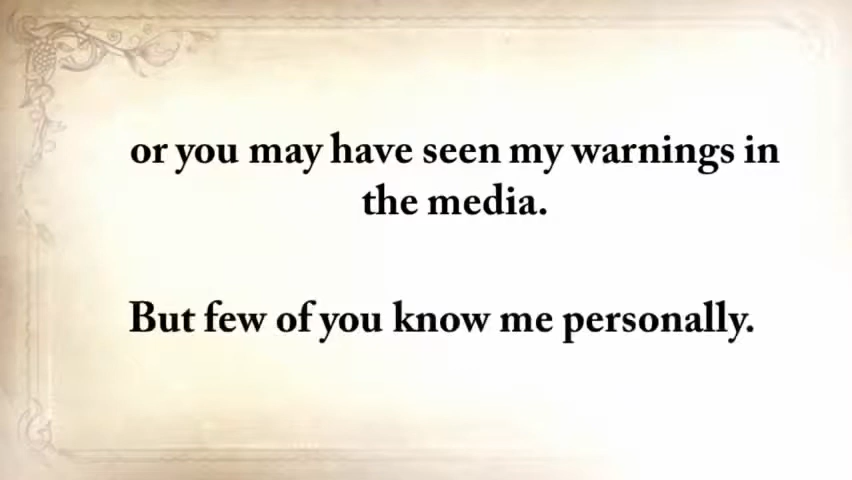 or you may have seen my warnings in
the media.
But few of you know me personally.